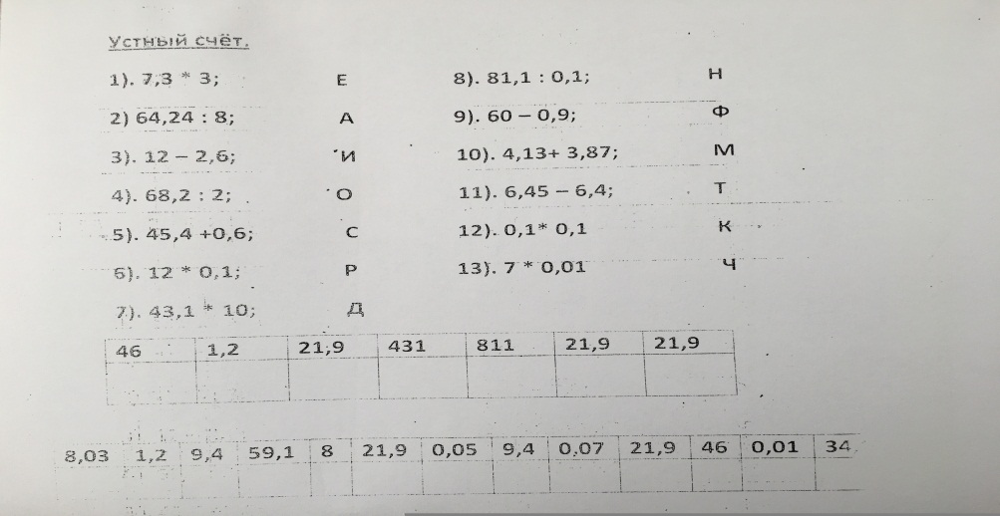 Устный счёт.
1). 7,3 * 3; Е
2) 64,24 : 8; А
3). 12 – 2,6; И
4). 68,2 : 2; О
5). 45,4 +0,6; С
6). 12 * 0,1; Р
7). 43,1 * 10; Д
8). 81,1 : 0,1; Н
9). 60 – 0,9; Ф
10). 4,13+ 3,87; М
11). 6,45 – 6,4; Т
12). 0,1* 0,1 К
13). 7 * 0,01 Ч
46 1,2 21,9 431 811 21,9 21,9
8,03 1,2 9,4 59,1 8 21,9 0,05 9,4 0,07 21,9 46 0,01 34